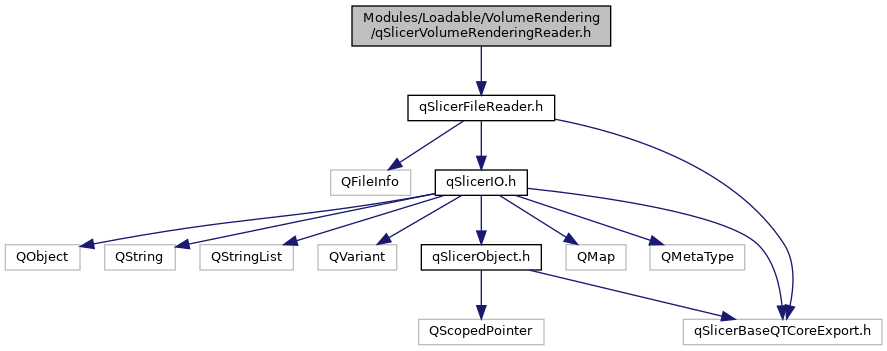 Modules/Loadable/VolumeRendering
/qSlicerVolumeRenderingReader.h
qSlicerFileReader.h
QFileInfo
qSlicerIO.h
QObject
QString
QStringList
QVariant
qSlicerObject.h
QMap
QMetaType
QScopedPointer
qSlicerBaseQTCoreExport.h